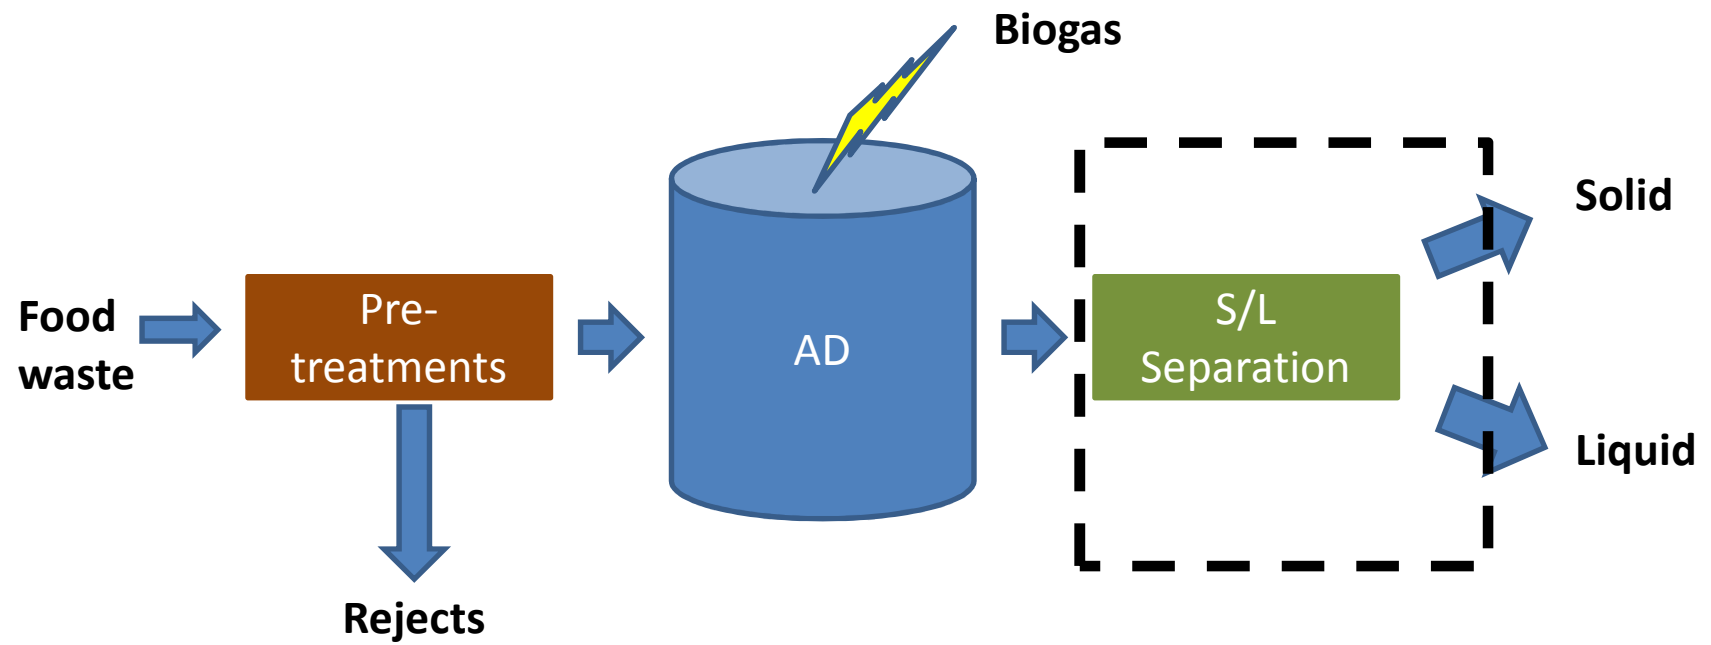 Biogas
Solid
Food
waste
Pre-
treatments
AD
S/L
Separation
Liquid
Rejects